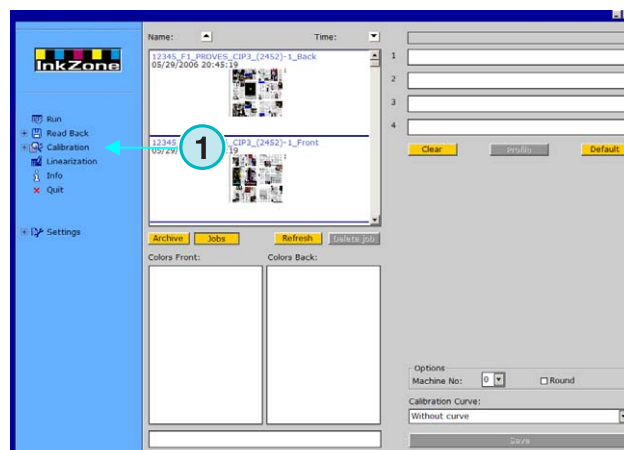 InkZone
Run
Read Back
Calibration
Linearization
Info
Quit
Settings
Name:
Time:
12345_F1_PROVES_CIP3_(2452)-1_Back
05/29/2006 20:45:19
12345 CIP3_(2452)-1_Front
05/29/ :19
1
Archive
Jobs
Refresh
Delete job
Colors Front:
Colors Back:
1
2
3
4
Clear
Profile
Default
Options
Machine No:
0
Round
Calibration Curve:
Without curve
Save